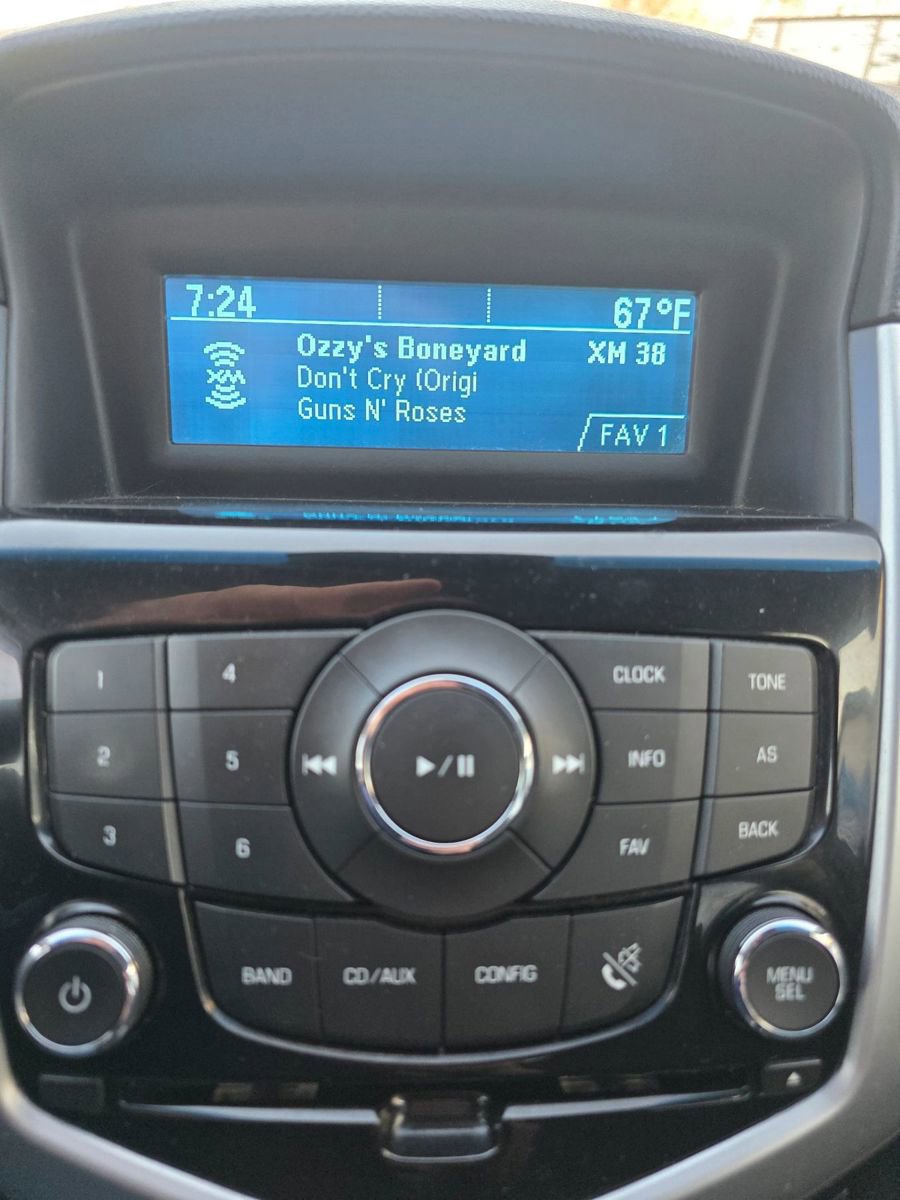 7:24 67°F
Ozzy's Boneyard XM 38
XM
Don't Cry (Origi
Guns N' Roses
FAV 1
1 4 CLOCK TONE
2 5 INFO AS
3 6 FAV BACK
BAND CD/AUX CONFIG
MENU
SEL